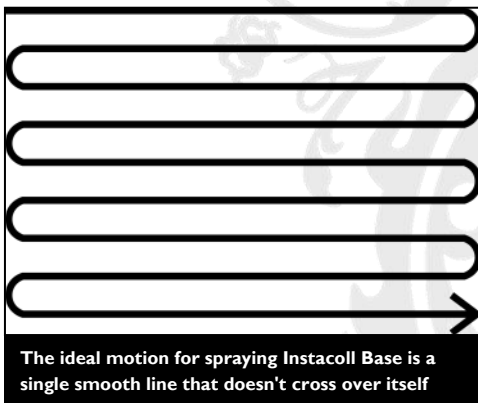 The ideal motion for spraying Instacoll Base is a
single smooth line that doesn't cross over itself